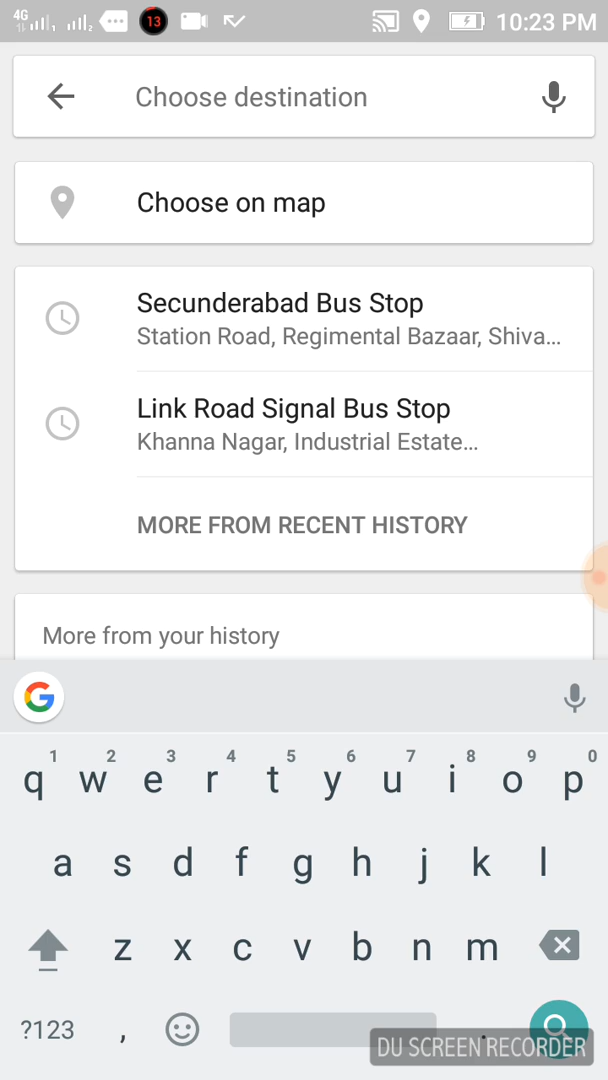 4G 1 2 13 10:23 PM
Choose destination
Choose on map
Secunderabad Bus Stop
Station Road, Regimental Bazaar, Shiva...
Link Road Signal Bus Stop
Khanna Nagar, Industrial Estate...
MORE FROM RECENT HISTORY
More from your history
G
1 2 3 4 5 6 7 8 9 0
q w e r t y u i o p
a s d f g h j k l
z x c v b n m
?123 , .
DU SCREEN RECORDER